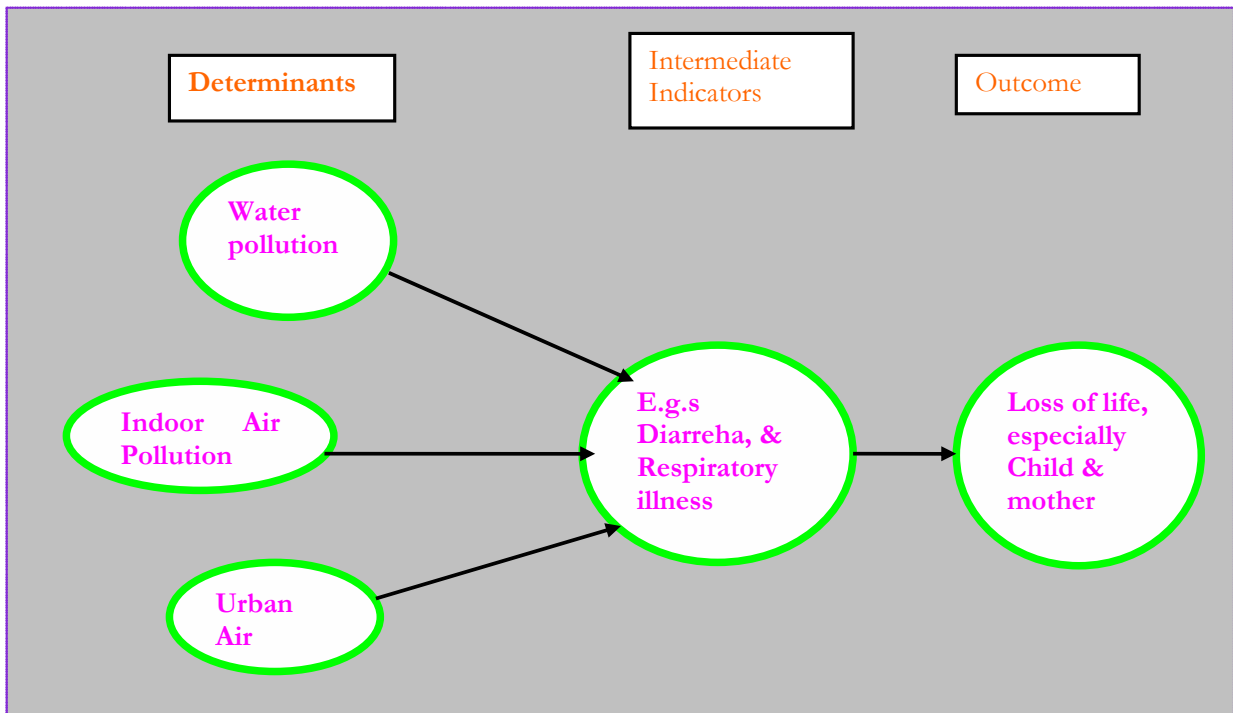 Determinants
Intermediate
Indicators
Outcome
Water
pollution
Indoor Air
Pollution
Urban
Air
E.g.s
Diarreha, &
Respiratory
illness
Loss of life,
especially
Child &
mother